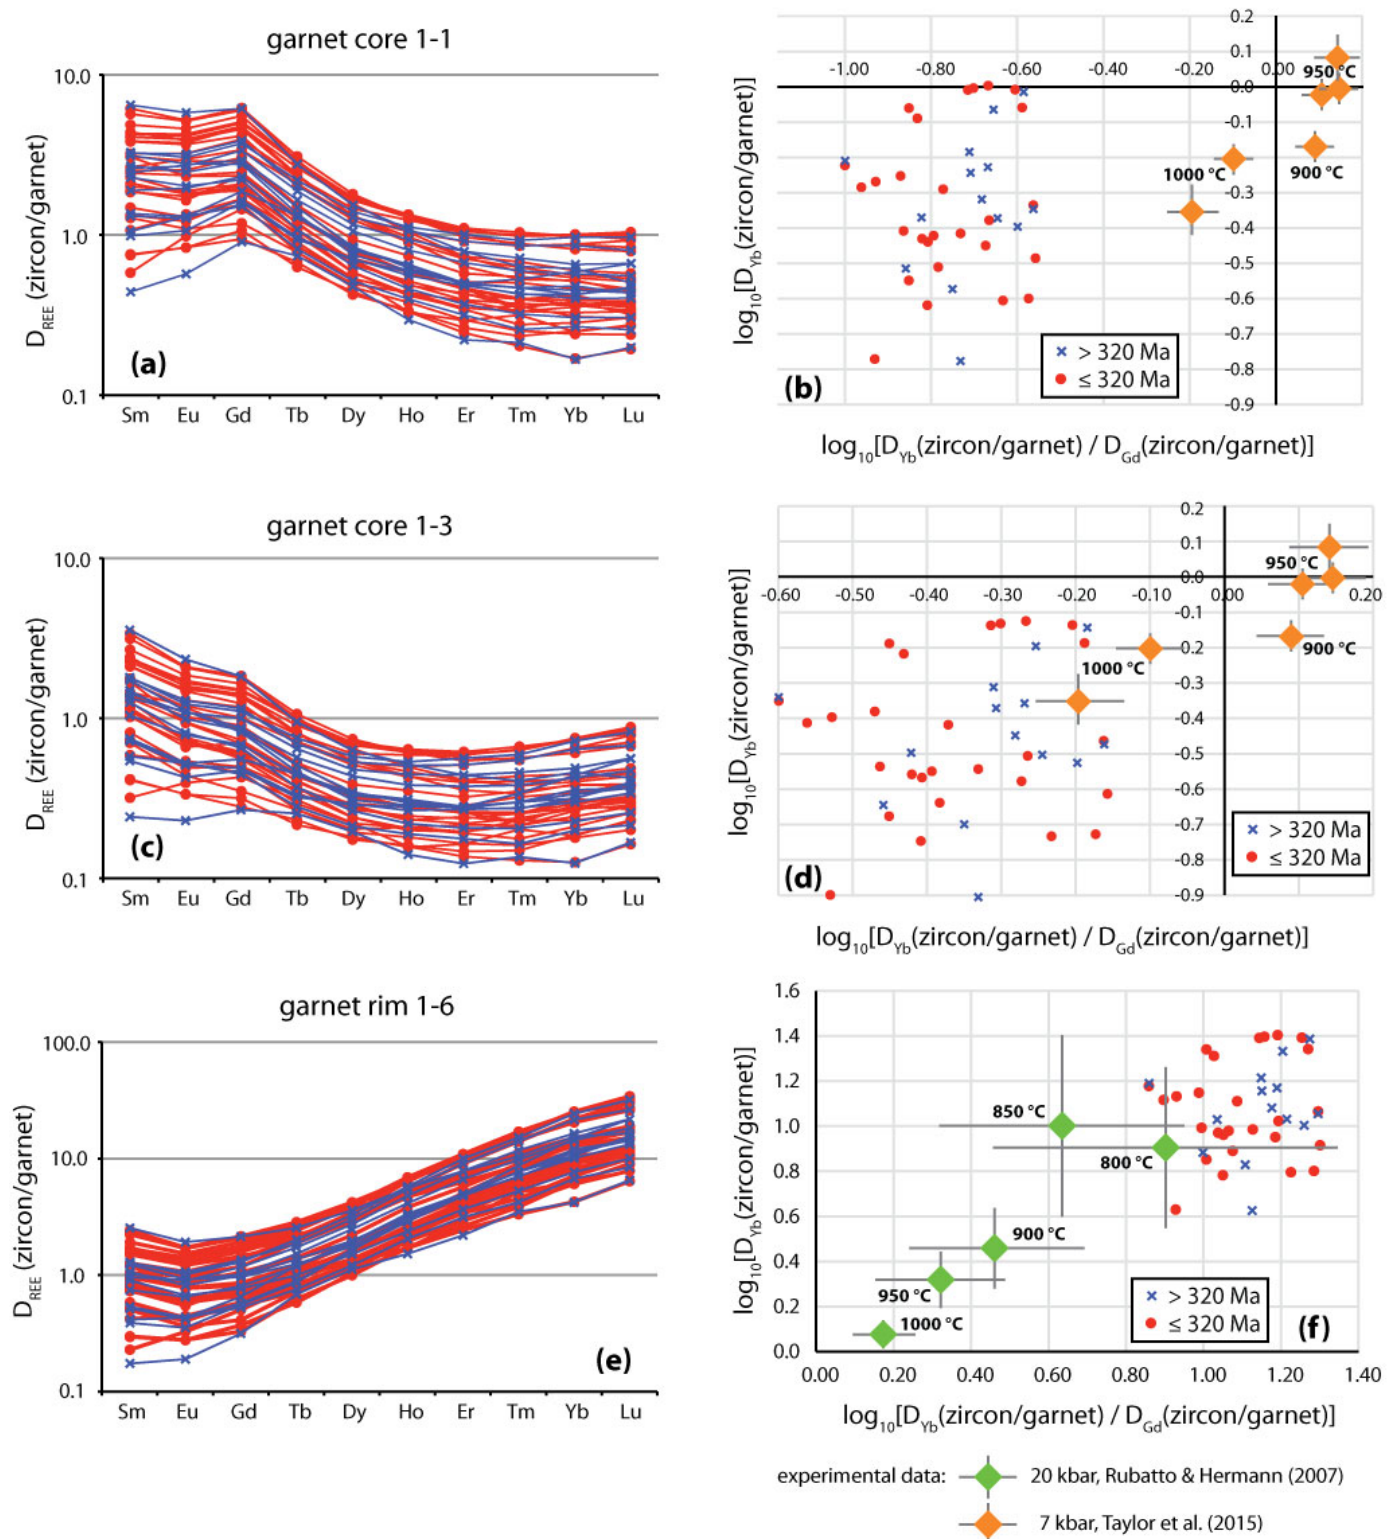 garnet core 1-1
10.0
1.0
0.1
D_REE (zircon/garnet)
Sm Eu Gd Tb Dy Ho Er Tm Yb Lu
(a)
0.2
0.1
0.0
-0.1
-0.3
-0.4
-0.5
-0.6
-0.7
-0.8
-0.9
-1.00 -0.80 -0.60 -0.40 -0.20 0.00
950 °C
900 °C
1000 °C
> 320 Ma
≤ 320 Ma
(b)
log₁₀[D_Yb(zircon/garnet)]
log₁₀[D_Yb(zircon/garnet) / D_Gd(zircon/garnet)]
garnet core 1-3
10.0
1.0
0.1
D_REE (zircon/garnet)
Sm Eu Gd Tb Dy Ho Er Tm Yb Lu
(c)
0.2
0.1
0.0
-0.1
-0.2
-0.3
-0.4
-0.5
-0.6
-0.7
-0.8
-0.9
-0.60 -0.50 -0.40 -0.30 -0.20 -0.10 0.00 0.20
950 °C
900 °C
1000 °C
> 320 Ma
≤ 320 Ma
(d)
log₁₀[D_Yb(zircon/garnet)]
log₁₀[D_Yb(zircon/garnet) / D_Gd(zircon/garnet)]
garnet rim 1-6
100.0
10.0
1.0
0.1
D_REE (zircon/garnet)
Sm Eu Gd Tb Dy Ho Er Tm Yb Lu
(e)
1.6
1.4
1.2
1.0
0.8
0.6
0.4
0.2
0.0
0.00 0.20 0.40 0.60 0.80 1.00 1.20 1.40
850 °C
800 °C
900 °C
950 °C
1000 °C
> 320 Ma
≤ 320 Ma
(f)
log₁₀[D_Yb(zircon/garnet)]
log₁₀[D_Yb(zircon/garnet) / D_Gd(zircon/garnet)]
experimental data: 20 kbar, Rubatto & Hermann (2007)
7 kbar, Taylor et al. (2015)